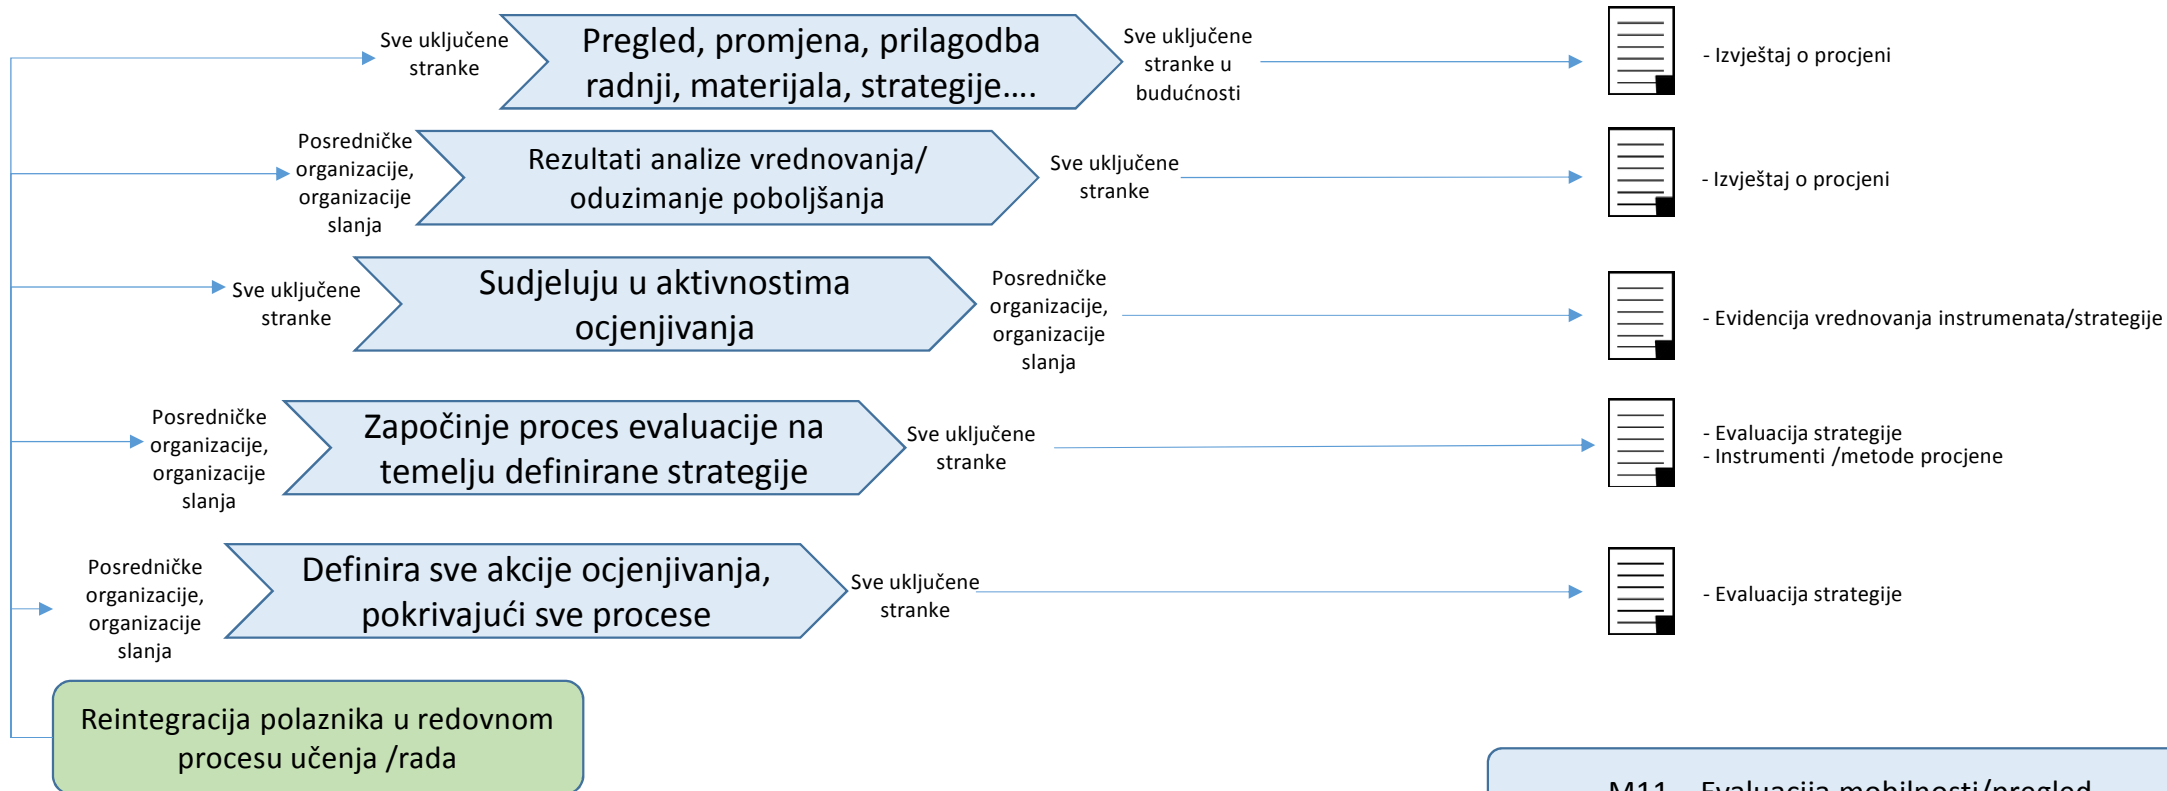 Sve uključene
stranke
Pregled, promjena, prilagodba
radnji, materijala, strategije....
Sve uključene
stranke u
budućnosti
- Izvještaj o procjeni
Posredničke
organizacije,
organizacije
slanja
Rezultati analize vrednovanja/
oduzimanje poboljšanja
Sve uključene
stranke
- Izvještaj o procjeni
Sve uključene
stranke
Sudjeluju u aktivnostima
ocjenjivanja
Posredničke
organizacije,
organizacije
slanja
- Evidencija vrednovanja instrumenata/strategije
Posredničke
organizacije,
organizacije
slanja
Započinje proces evaluacije na
temelju definirane strategije
Sve uključene
stranke
- Evaluacija strategije
- Instrumenti /metode procjene
Posredničke
organizacije,
organizacije
slanja
Definira sve akcije ocjenjivanja,
pokrivajući sve procese
Sve uključene
stranke
- Evaluacija strategije
Reintegracija polaznika u redovnom
procesu učenja /rada
M11 – Evaluacija mobilnosti/pregled